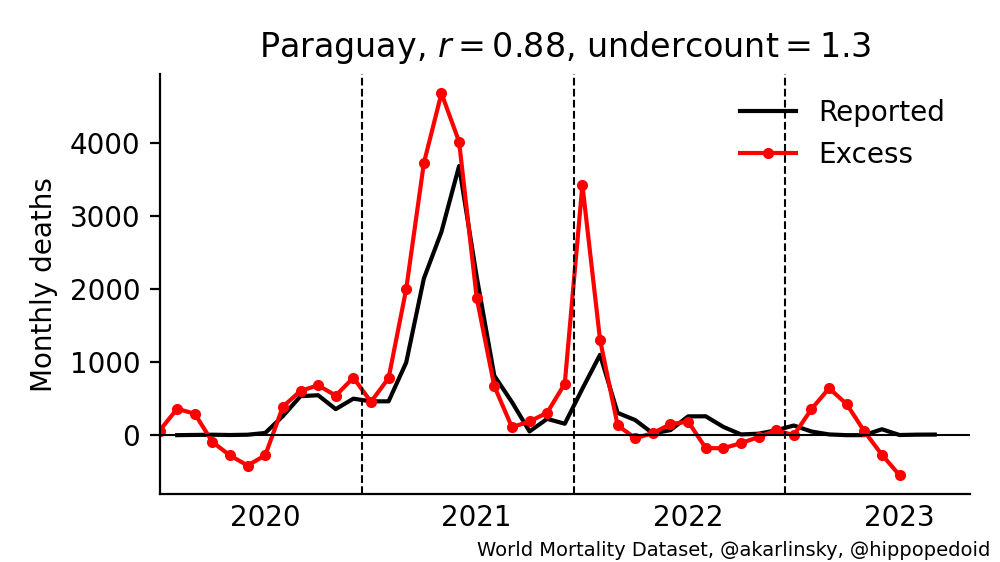 Paraguay, r = 0.88, undercount = 1.3
Reported
Excess
Monthly deaths
4000
3000
2000
1000
0
2020 2021 2022 2023
World Mortality Dataset, @akarlinsky, @hippopedoid